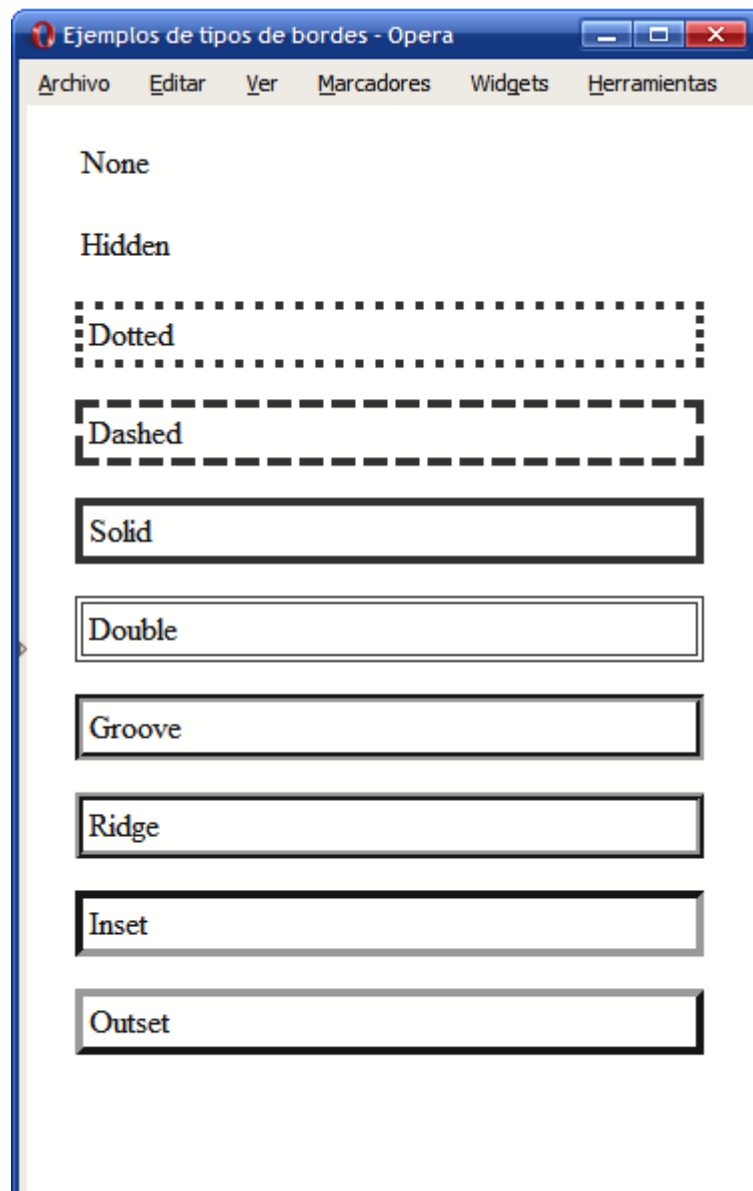 Ejemplos de tipos de bordes - Opera
Archivo Editar Ver Marcadores Widgets Herramientas
None
Hidden
Dotted
Dashed
Solid
Double
Groove
Ridge
Inset
Outset